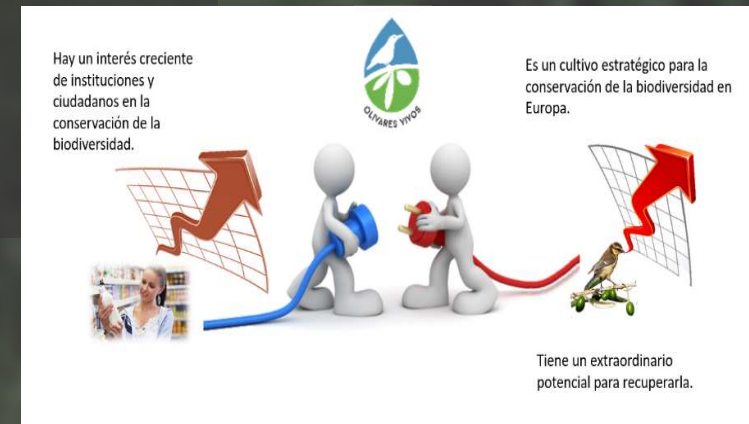 Hay un interés creciente
de instituciones y
ciudadanos en la
conservación de la
biodiversidad.
OLIVARES VIVOS
Es un cultivo estratégico para la
conservación de la biodiversidad en
Europa.
Tiene un extraordinario
potencial para recuperarla.